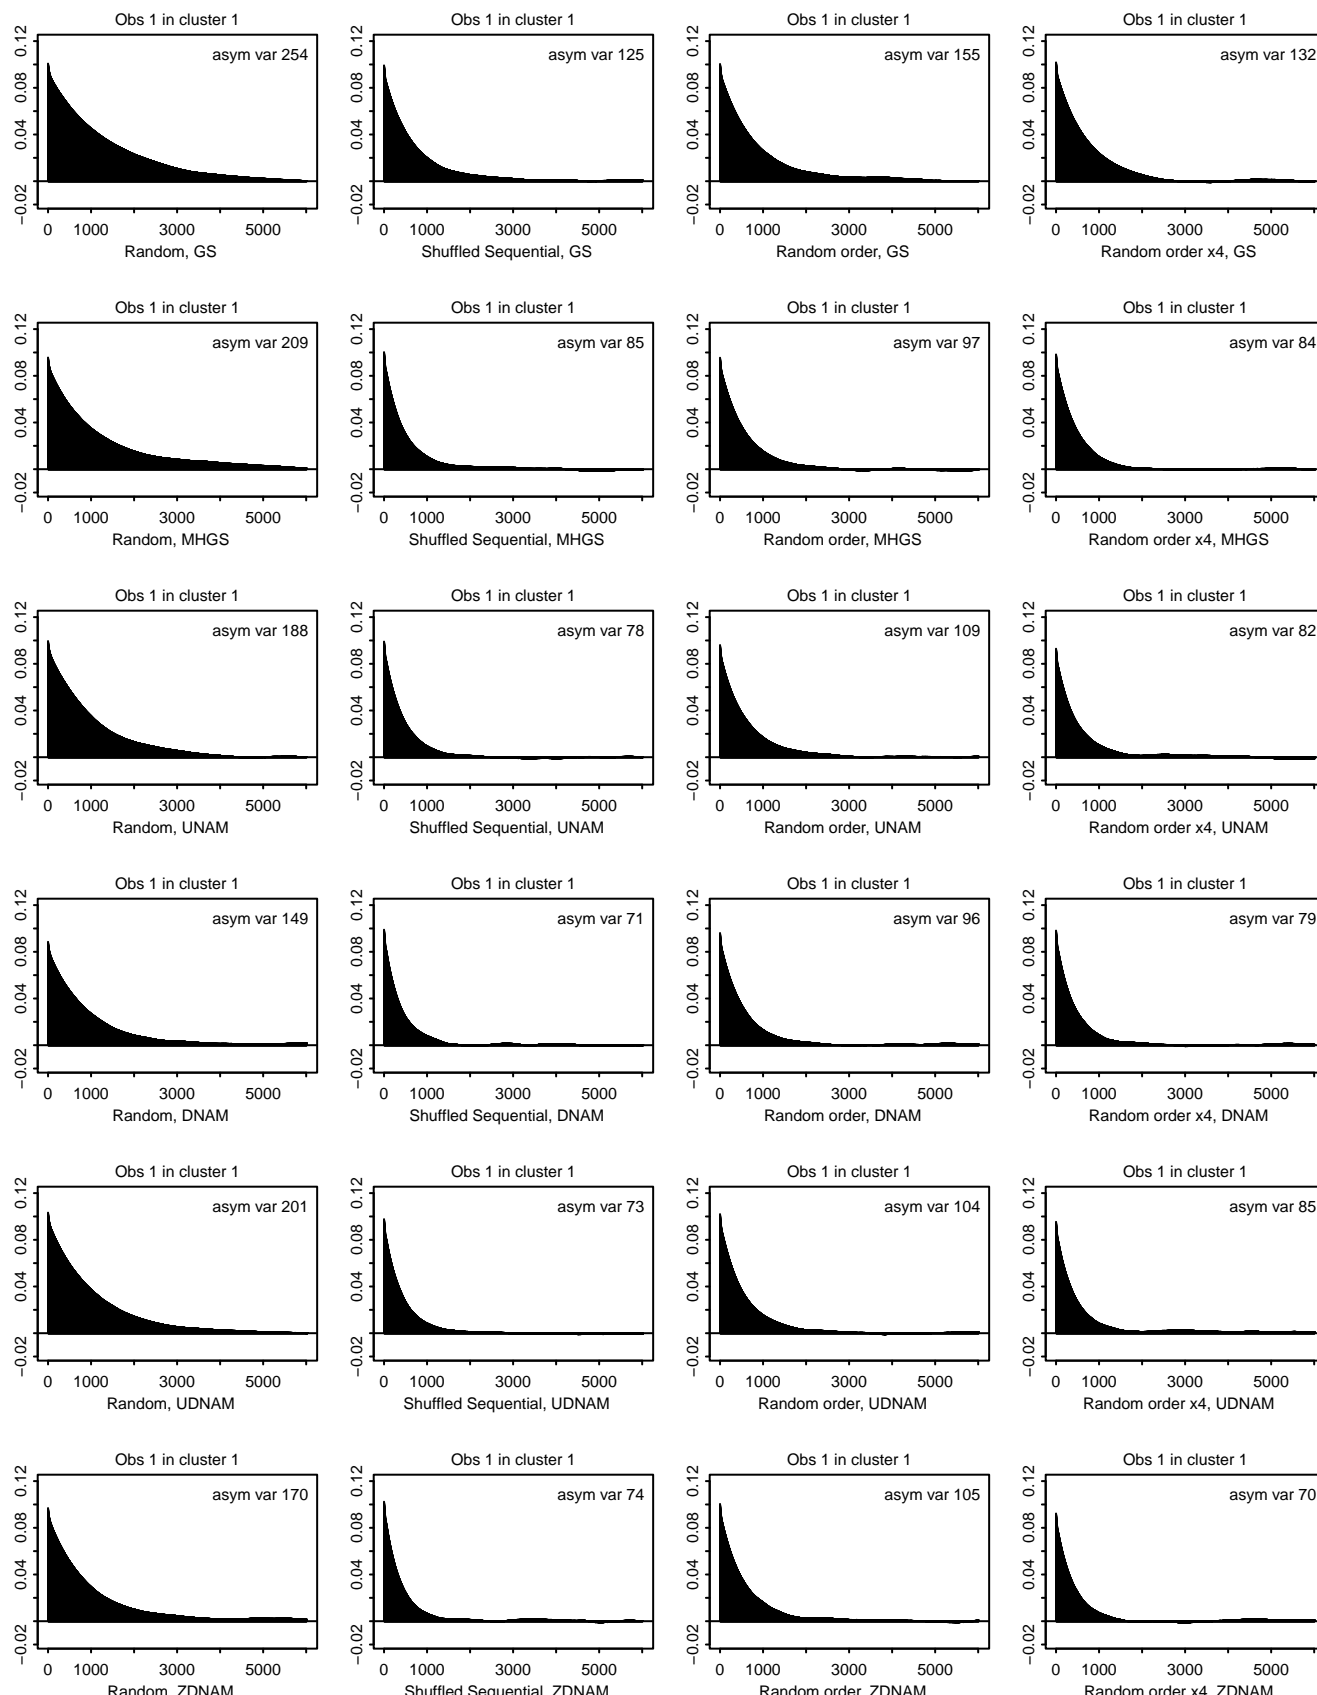 Obs 1 in cluster 1 Obs 1 in cluster 1 Obs 1 in cluster 1 Obs 1 in cluster 1
asym var 254 asym var 125 asym var 155 asym var 132
−0.02 0.04 0.08 0.12 −0.02 0.04 0.08 0.12 −0.02 0.04 0.08 0.12 −0.02 0.04 0.08 0.12
0 1000 3000 5000 0 1000 3000 5000 0 1000 3000 5000 0 1000 3000 5000
Random, GS Shuffled Sequential, GS Random order, GS Random order x4, GS
Obs 1 in cluster 1 Obs 1 in cluster 1 Obs 1 in cluster 1 Obs 1 in cluster 1
asym var 209 asym var 85 asym var 97 asym var 84
−0.02 0.04 0.08 0.12 −0.02 0.04 0.08 0.12 −0.02 0.04 0.08 0.12 −0.02 0.04 0.08 0.12
0 1000 3000 5000 0 1000 3000 5000 0 1000 3000 5000 0 1000 3000 5000
Random, MHGS Shuffled Sequential, MHGS Random order, MHGS Random order x4, MHGS
Obs 1 in cluster 1 Obs 1 in cluster 1 Obs 1 in cluster 1 Obs 1 in cluster 1
asym var 188 asym var 78 asym var 109 asym var 82
−0.02 0.04 0.08 0.12 −0.02 0.04 0.08 0.12 −0.02 0.04 0.08 0.12 −0.02 0.04 0.08 0.12
0 1000 3000 5000 0 1000 3000 5000 0 1000 3000 5000 0 1000 3000 5000
Random, UNAM Shuffled Sequential, UNAM Random order, UNAM Random order x4, UNAM
Obs 1 in cluster 1 Obs 1 in cluster 1 Obs 1 in cluster 1 Obs 1 in cluster 1
asym var 149 asym var 71 asym var 96 asym var 79
−0.02 0.04 0.08 0.12 −0.02 0.04 0.08 0.12 −0.02 0.04 0.08 0.12 −0.02 0.04 0.08 0.12
0 1000 3000 5000 0 1000 3000 5000 0 1000 3000 5000 0 1000 3000 5000
Random, DNAM Shuffled Sequential, DNAM Random order, DNAM Random order x4, DNAM
Obs 1 in cluster 1 Obs 1 in cluster 1 Obs 1 in cluster 1 Obs 1 in cluster 1
asym var 201 asym var 73 asym var 104 asym var 85
−0.02 0.04 0.08 0.12 −0.02 0.04 0.08 0.12 −0.02 0.04 0.08 0.12 −0.02 0.04 0.08 0.12
0 1000 3000 5000 0 1000 3000 5000 0 1000 3000 5000 0 1000 3000 5000
Random, UDNAM Shuffled Sequential, UDNAM Random order, UDNAM Random order x4, UDNAM
Obs 1 in cluster 1 Obs 1 in cluster 1 Obs 1 in cluster 1 Obs 1 in cluster 1
asym var 170 asym var 74 asym var 105 asym var 70
−0.02 0.04 0.08 0.12 −0.02 0.04 0.08 0.12 −0.02 0.04 0.08 0.12 −0.02 0.04 0.08 0.12
0 1000 3000 5000 0 1000 3000 5000 0 1000 3000 5000 0 1000 3000 5000
Random, ZDNAM Shuffled Sequential, ZDNAM Random order, ZDNAM Random order x4, ZDNAM